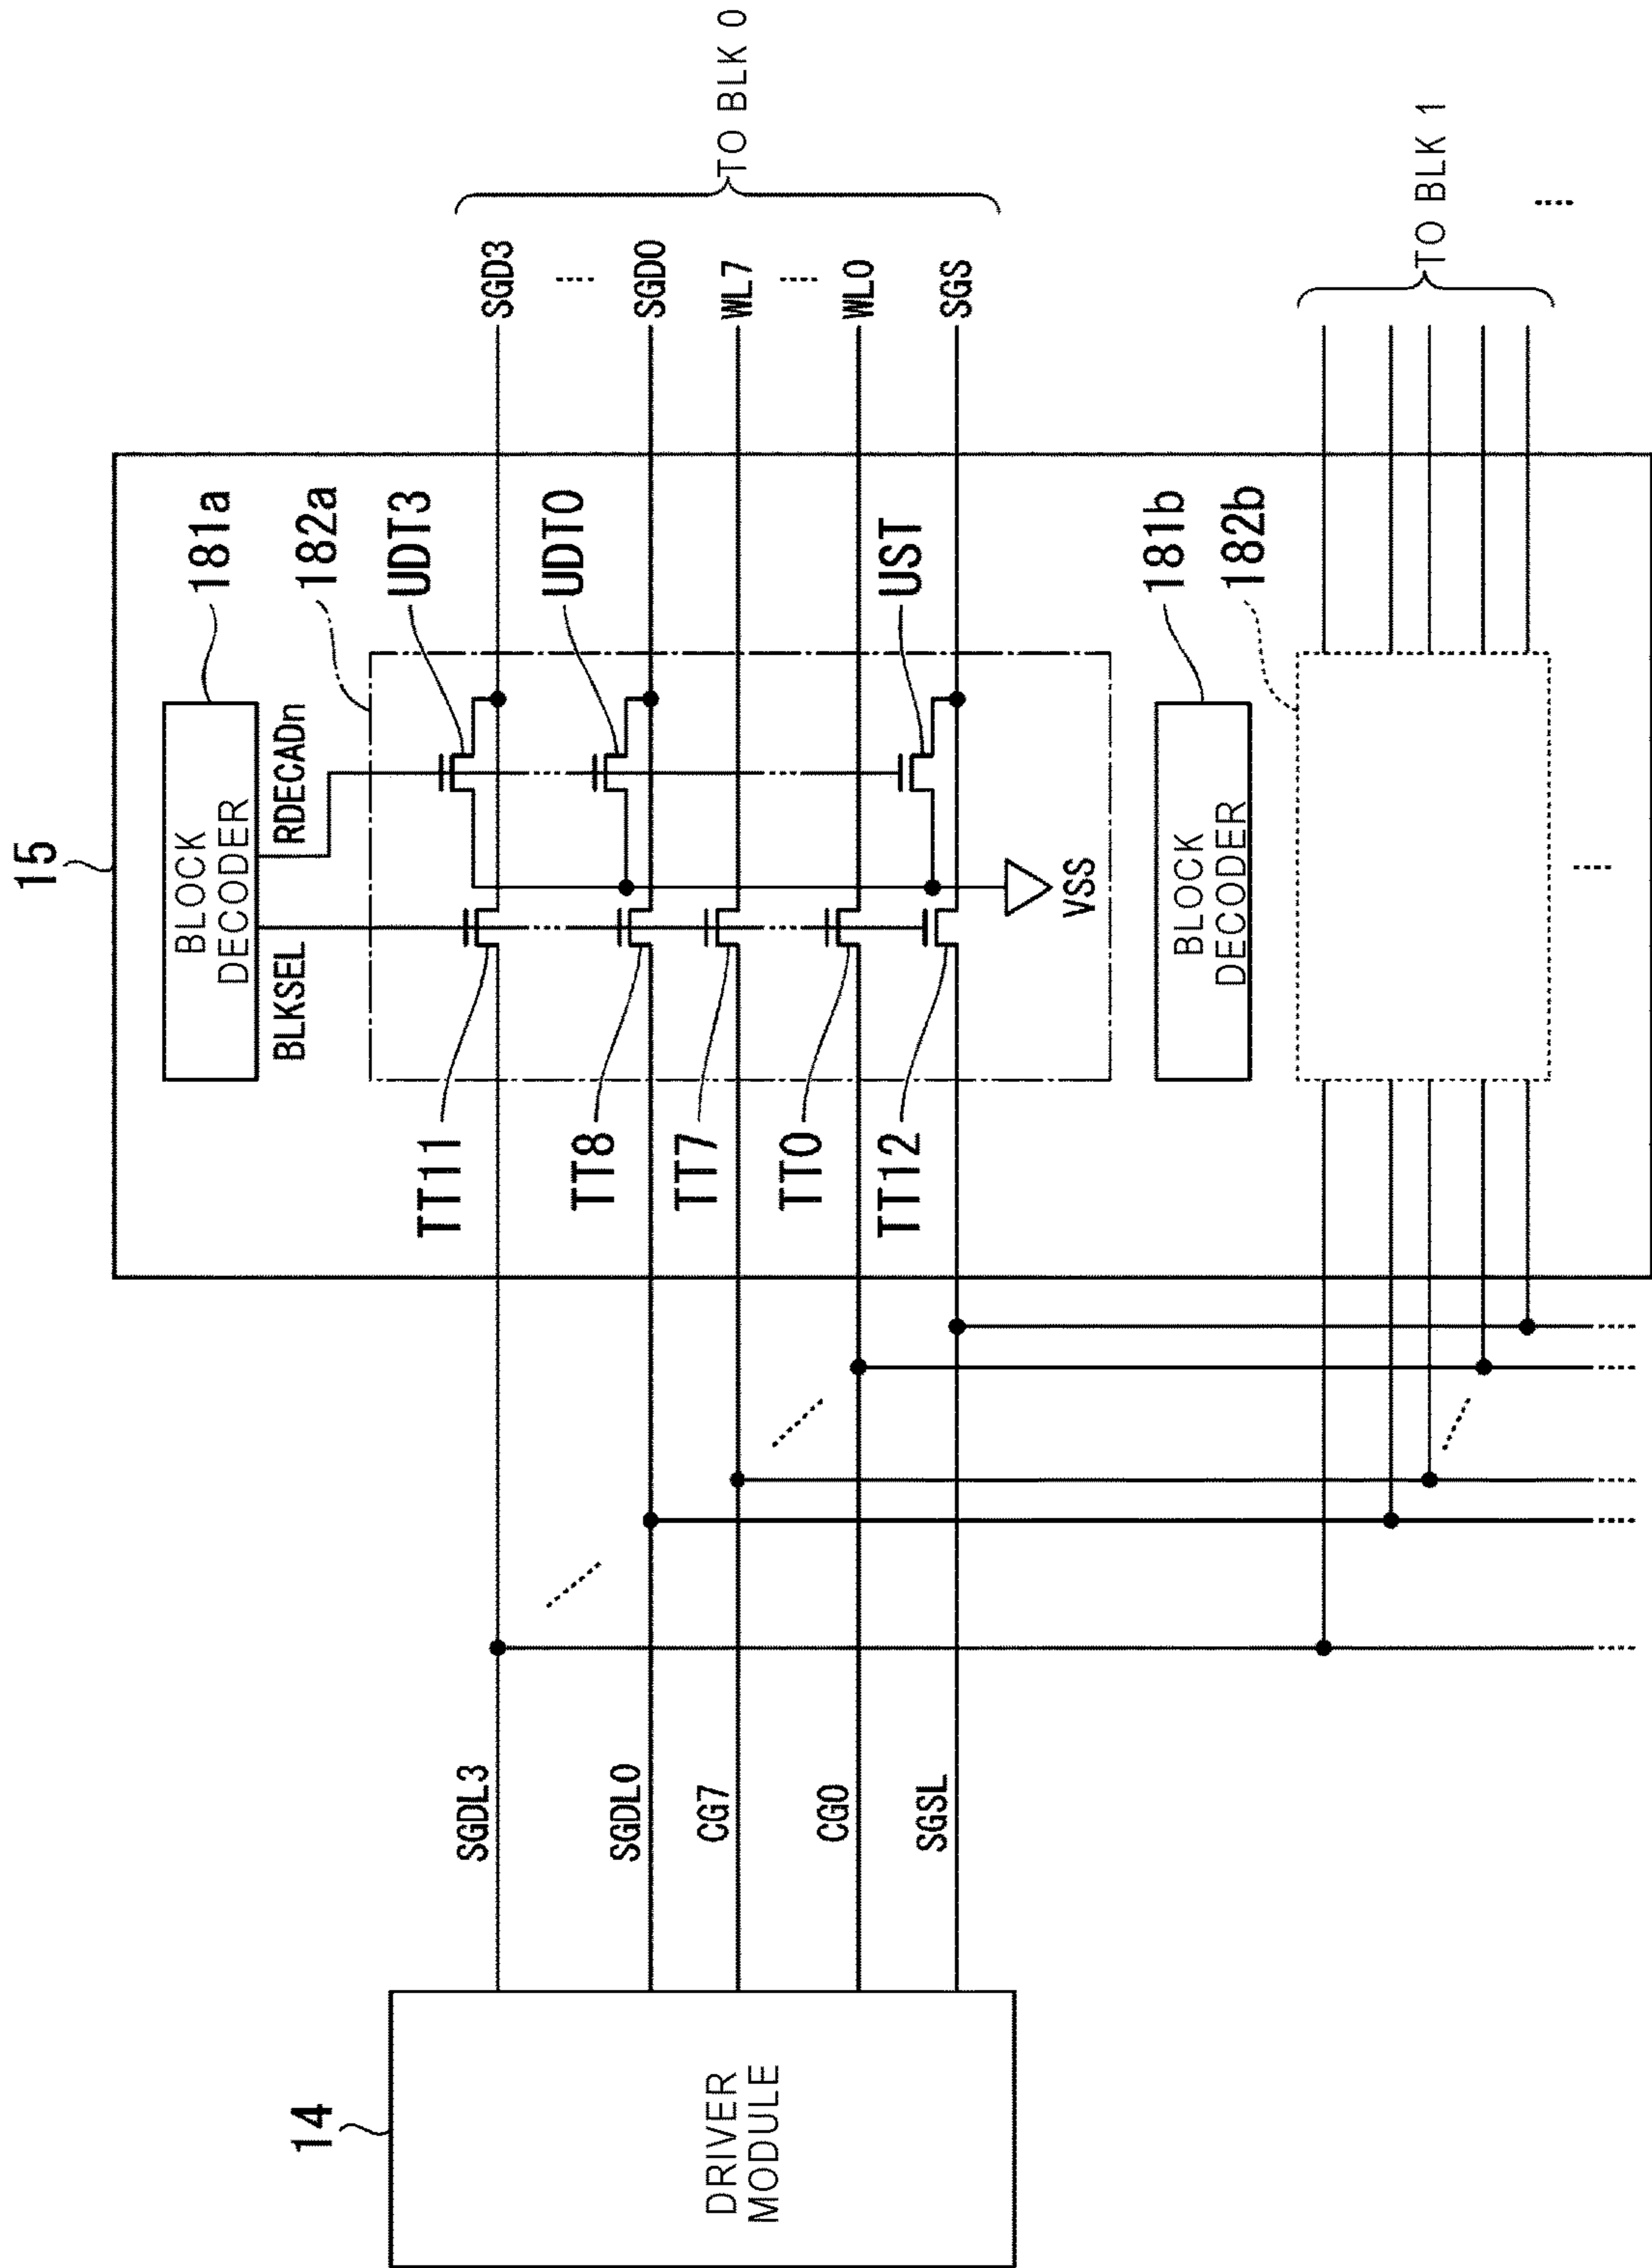 15
BLOCK
DECODER
181a
BLKSEL
RDECADn
182a
TT11
UDT3
TT8
UDT0
TT7
TT0
TT12
UST
VSS
SGD3
SGD0
WL7
WL0
SGS
TO BLK 0
14
DRIVER
MODULE
SGDL3
SGDL0
CG7
CG0
SGSL
BLOCK
DECODER
181b
182b
TO BLK 1